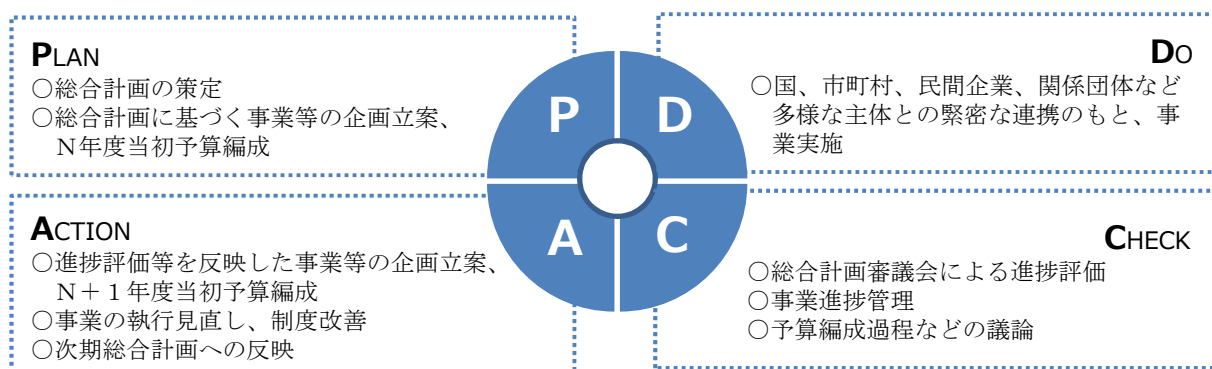 PLAN
○総合計画の策定
○総合計画に基づく事業等の企画立案、
N年度当初予算編成
DO
○国、市町村、民間企業、関係団体など
多様な主体との緊密な連携のもと、事
業実施
P
D
A
C
ACTION
○進捗評価等を反映した事業等の企画立案、
N＋１年度当初予算編成
○事業の執行見直し、制度改善
○次期総合計画への反映
CHECK
○総合計画審議会による進捗評価
○事業進捗管理
○予算編成過程などの議論